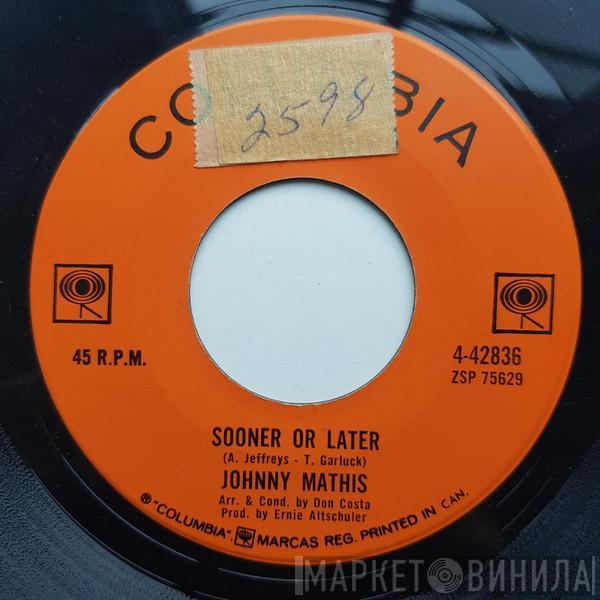 CO BIA
2598
45 R.P.M.
4-42836
ZSP 75629
SOONER OR LATER
(A. Jeffreys - T. Garluck)
JOHNNY MATHIS
Arr. & Cond. by Don Costa
Prod. by Ernie Altschuler
® "COLUMBIA", MARCAS REG. PRINTED IN CAN.
МАРКЕТ ВИНИЛА